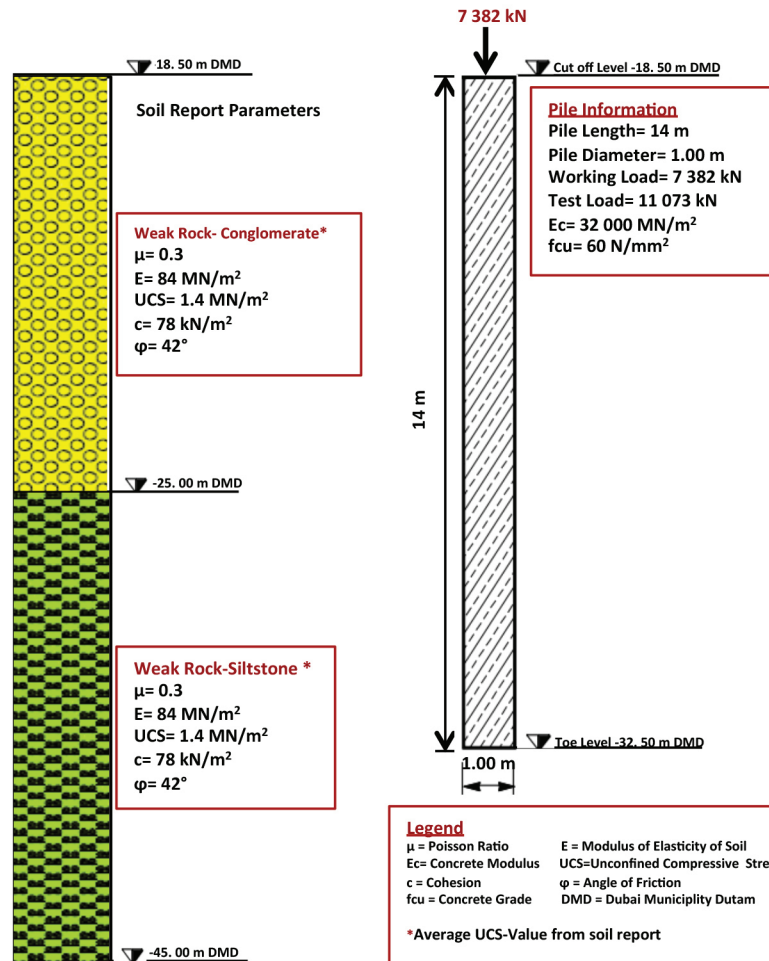 7 382 kN
18. 50 m DMD
Cut off Level -18. 50 m DMD
Soil Report Parameters
Pile Information
Pile Length= 14 m
Pile Diameter= 1.00 m
Working Load= 7 382 kN
Test Load= 11 073 kN
Ec= 32 000 MN/m²
fcu= 60 N/mm²
Weak Rock- Conglomerate*
μ= 0.3
E= 84 MN/m²
UCS= 1.4 MN/m²
c= 78 kN/m²
φ= 42°
14 m
-25. 00 m DMD
Weak Rock-Siltstone *
μ= 0.3
E= 84 MN/m²
UCS= 1.4 MN/m²
c= 78 kN/m²
φ= 42°
Toe Level -32. 50 m DMD
1.00 m
Legend
μ = Poisson Ratio E = Modulus of Elasticity of Soil
Ec= Concrete Modulus UCS=Unconfined Compressive Stre
c = Cohesion φ = Angle of Friction
fcu = Concrete Grade DMD = Dubai Municiplity Dutam
*Average UCS-Value from soil report
-45. 00 m DMD